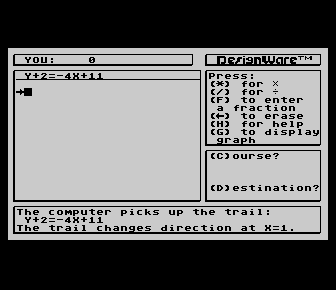 YOU: 0
DesignWare™
Y+2=-4X+11
Press:
(*) for ×
(/) for ÷
(F) to enter
a fraction
(←) to erase
(H) for help
(G) to display
graph
(C)ourse?
(D)estination?
The computer picks up the trail:
Y+2=-4X+11
The trail changes direction at X=1.